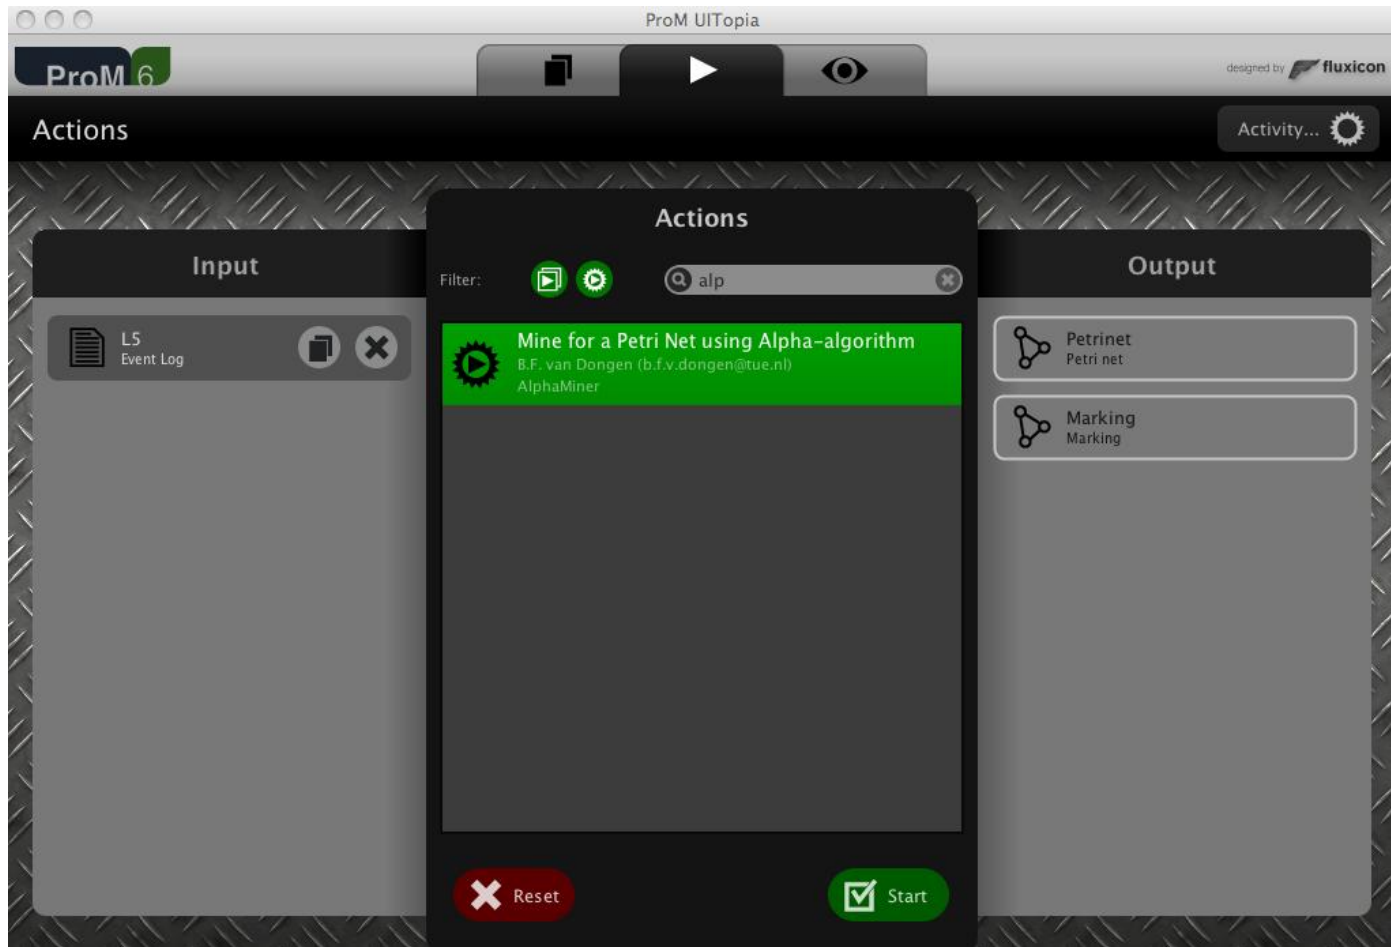 ProM UITopia
ProM 6
designed by fluxicon
Actions
Activity...
Input
L5
Event Log
Actions
Filter:
alp
Mine for a Petri Net using Alpha-algorithm
B.F. van Dongen (b.f.v.dongen@tue.nl)
AlphaMiner
Reset
Start
Output
Petrinet
Petri net
Marking
Marking